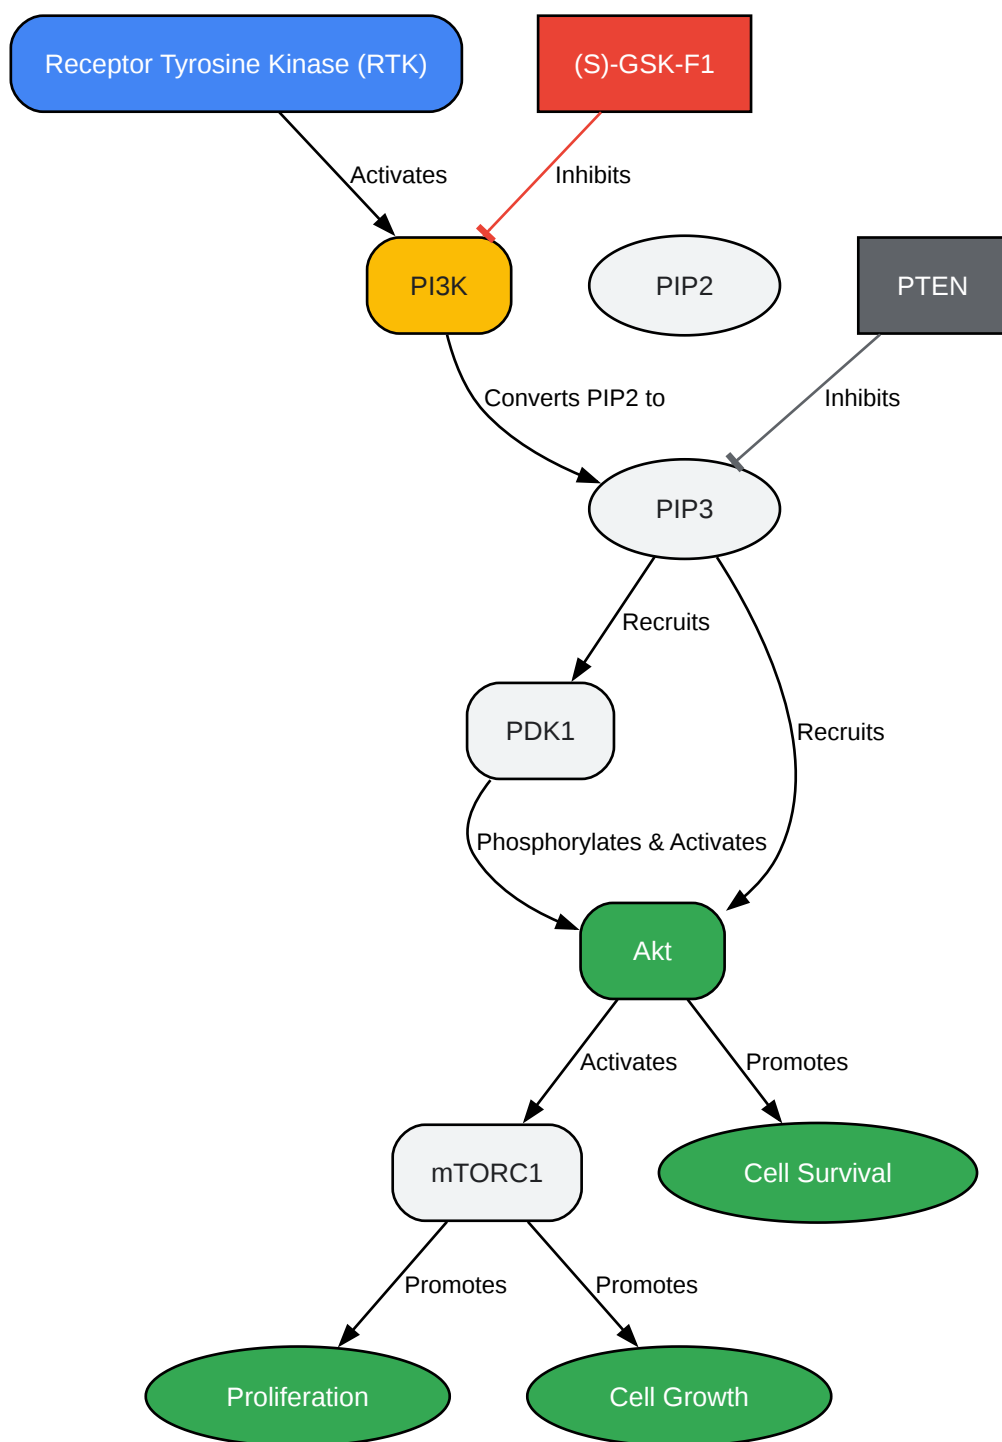 Receptor Tyrosine Kinase (RTK)
(S)-GSK-F1
Activates
Inhibits
PI3K
PIP2
PTEN
Converts PIP2 to
Inhibits
PIP3
Recruits
PDK1
Recruits
Phosphorylates & Activates
Akt
Activates
Promotes
mTORC1
Cell Survival
Promotes
Promotes
Proliferation
Cell Growth